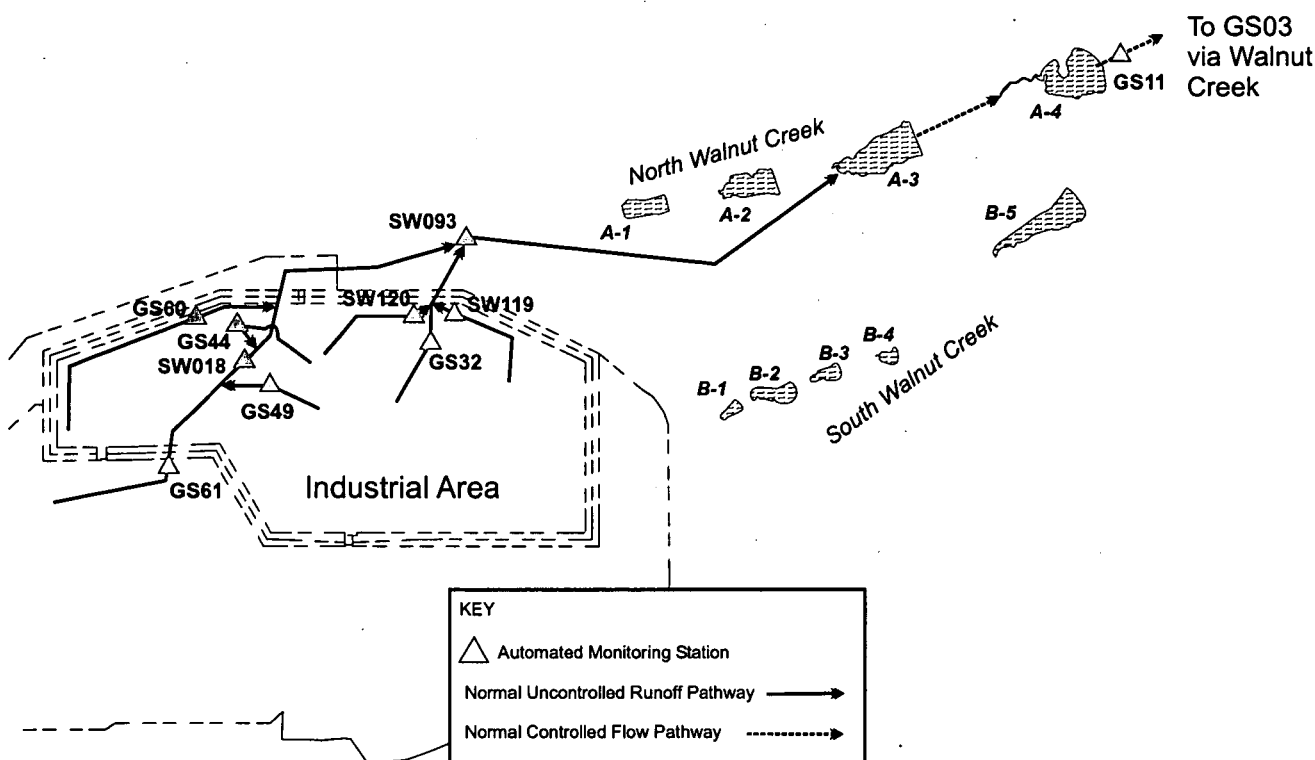 To GS03
via Walnut
Creek
GS11
A-4
North Walnut Creek
A-3
A-2
A-1
B-5
SW093
GS60
SW120
SW119
GS44
SW018
GS32
GS49
B-4
B-3
B-2
B-1
South Walnut Creek
GS61
Industrial Area
KEY
Automated Monitoring Station
Normal Uncontrolled Runoff Pathway
Normal Controlled Flow Pathway